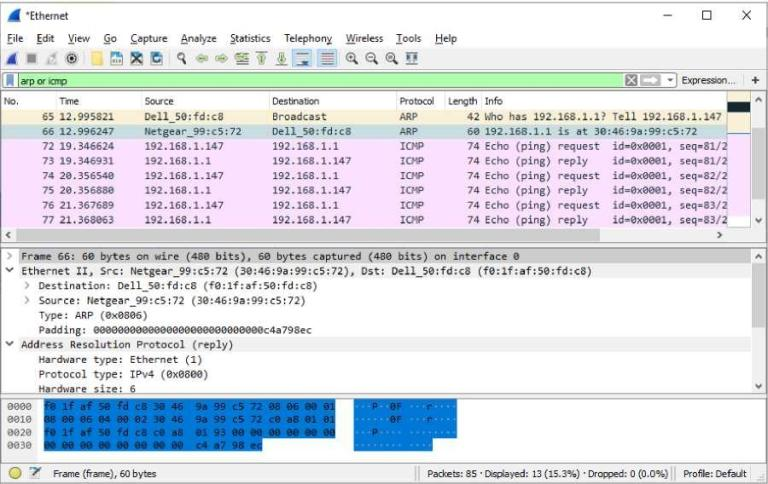 *Ethernet
File Edit View Go Capture Analyze Statistics Telephony Wireless Tools Help
arp or icmp Expression... +
No. Time Source Destination Protocol Length Info
65 12.995821 Dell_50:fd:c8 Broadcast ARP 42 Who has 192.168.1.1? Tell 192.168.1.147
66 12.996247 Netgear_99:c5:72 Dell_50:fd:c8 ARP 60 192.168.1.1 is at 30:46:9a:99:c5:72
72 19.346624 192.168.1.147 192.168.1.1 ICMP 74 Echo (ping) request id=0x0001, seq=81/2
73 19.346931 192.168.1.1 192.168.1.147 ICMP 74 Echo (ping) reply id=0x0001, seq=81/2
74 20.356540 192.168.1.147 192.168.1.1 ICMP 74 Echo (ping) request id=0x0001, seq=82/2
75 20.356880 192.168.1.1 192.168.1.147 ICMP 74 Echo (ping) reply id=0x0001, seq=82/2
76 21.367689 192.168.1.147 192.168.1.1 ICMP 74 Echo (ping) request id=0x0001, seq=83/2
77 21.368063 192.168.1.1 192.168.1.147 ICMP 74 Echo (ping) reply id=0x0001, seq=83/2
Frame 66: 60 bytes on wire (480 bits), 60 bytes captured (480 bits) on interface 0
Ethernet II, Src: Netgear_99:c5:72 (30:46:9a:99:c5:72), Dst: Dell_50:fd:c8 (f0:1f:af:50:fd:c8)
Destination: Dell_50:fd:c8 (f0:1f:af:50:fd:c8)
Source: Netgear_99:c5:72 (30:46:9a:99:c5:72)
Type: ARP (0x0806)
Padding: 0000000000000000000000000000c4a798ec
Address Resolution Protocol (reply)
Hardware type: Ethernet (1)
Protocol type: IPv4 (0x0800)
Hardware size: 6
0000 f0 1f af 50 fd c8 30 46 9a 99 c5 72 08 06 00 01 ···P··0F ···r····
0010 08 00 06 04 00 02 30 46 9a 99 c5 72 c0 a8 01 01 ······0F ···r····
0020 f0 1f af 50 fd c8 c0 a8 01 93 00 00 00 00 00 00 ···P···· ········
0030 00 00 00 00 00 00 00 00 c4 a7 98 ec ········ ····
Frame (frame), 60 bytes Packets: 85 · Displayed: 13 (15.3%) · Dropped: 0 (0.0%) Profile: Default